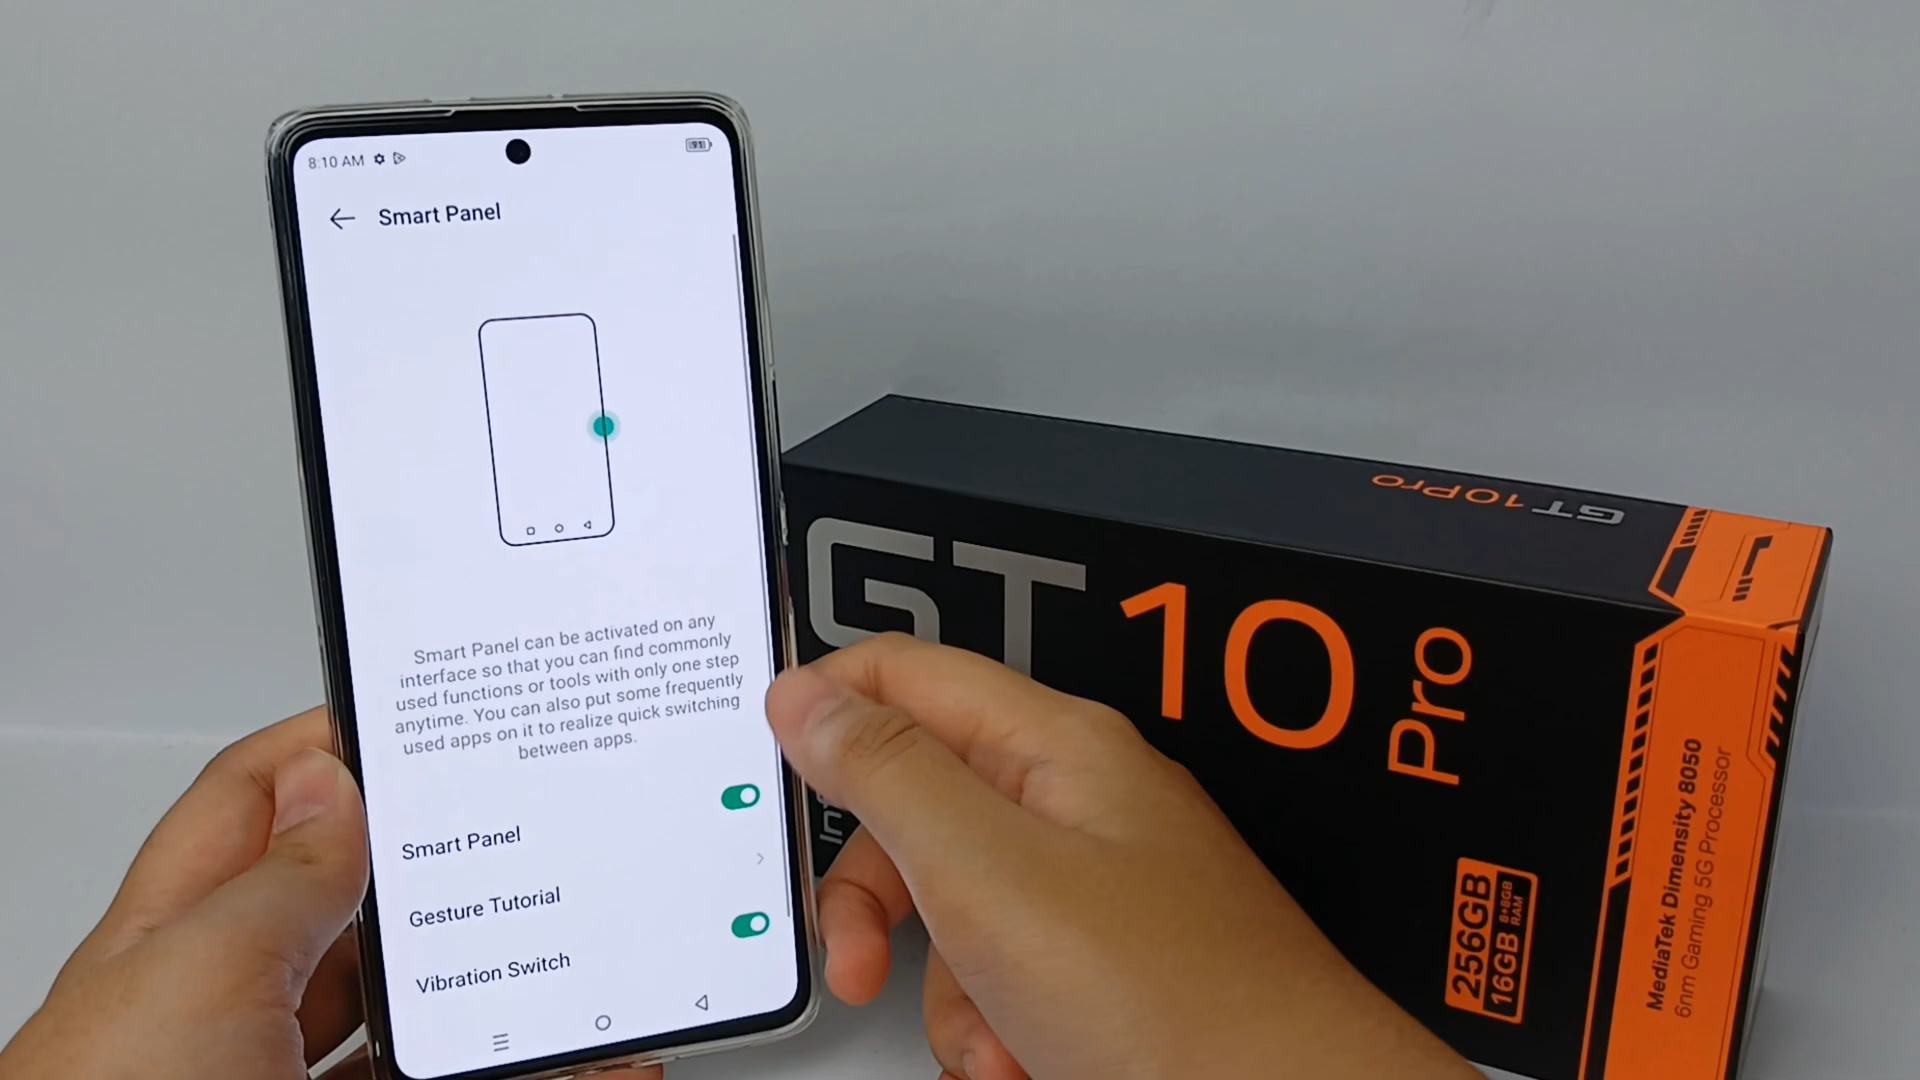 8:10 AM
91
Smart Panel
Smart Panel can be activated on any
interface so that you can find commonly
used functions or tools with only one step
anytime. You can also put some frequently
used apps on it to realize quick switching
between apps.
Smart Panel
Gesture Tutorial
Vibration Switch
GT 10Pro
GT 10 Pro
256GB
16GB 8+8GB RAM
MediaTek Dimensity 8050
6nm Gaming 5G Processor